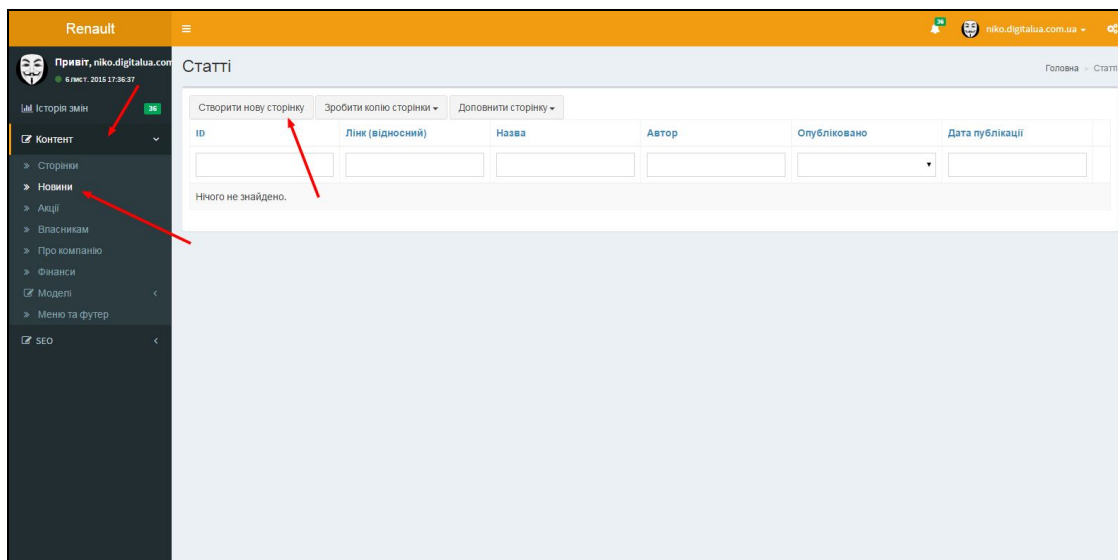 Renault
36
niko.digitalua.com.ua
Привіт, niko.digitalua.com
6 лист. 2015 17:36:37
Історія змін 36
Контент
Сторінки
Новини
Акції
Власникам
Про компанію
Фінанси
Моделі
Меню та футер
SEO
Статті
Головна > Статті
Створити нову сторінку Зробити копію сторінки Доповнити сторінку
ID Лінк (відносний) Назва Автор Опубліковано Дата публікації
Нічого не знайдено.